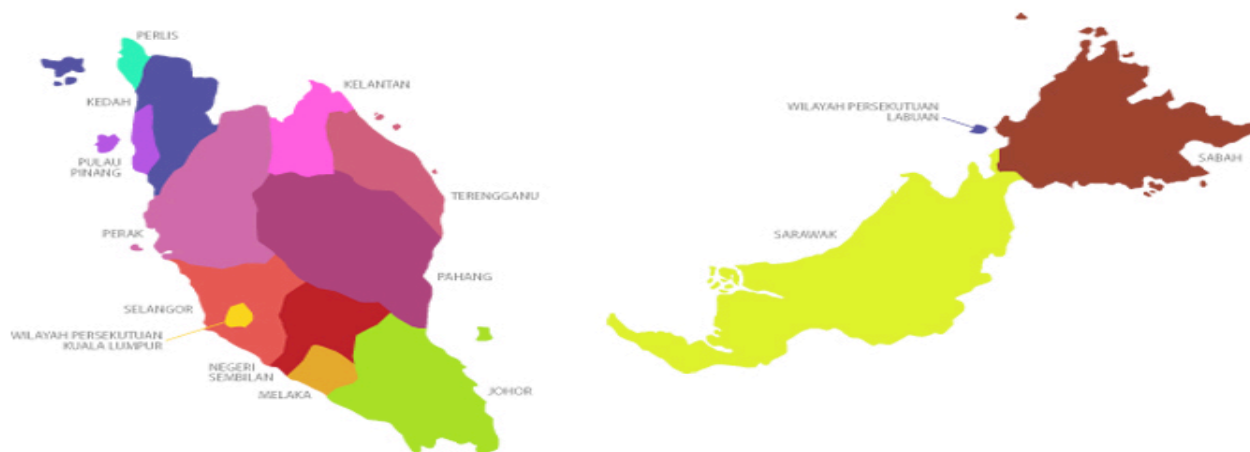 PERLIS
KEDAH
KELANTAN
PULAU
PINANG
TERENGGANU
PERAK
PAHANG
SELANGOR
WILAYAH PERSEKUTUAN
KUALA LUMPUR
NEGERI
SEMBILAN
MELAKA
JOHOR
WILAYAH PERSEKUTUAN
LABUAN
SABAH
SARAWAK